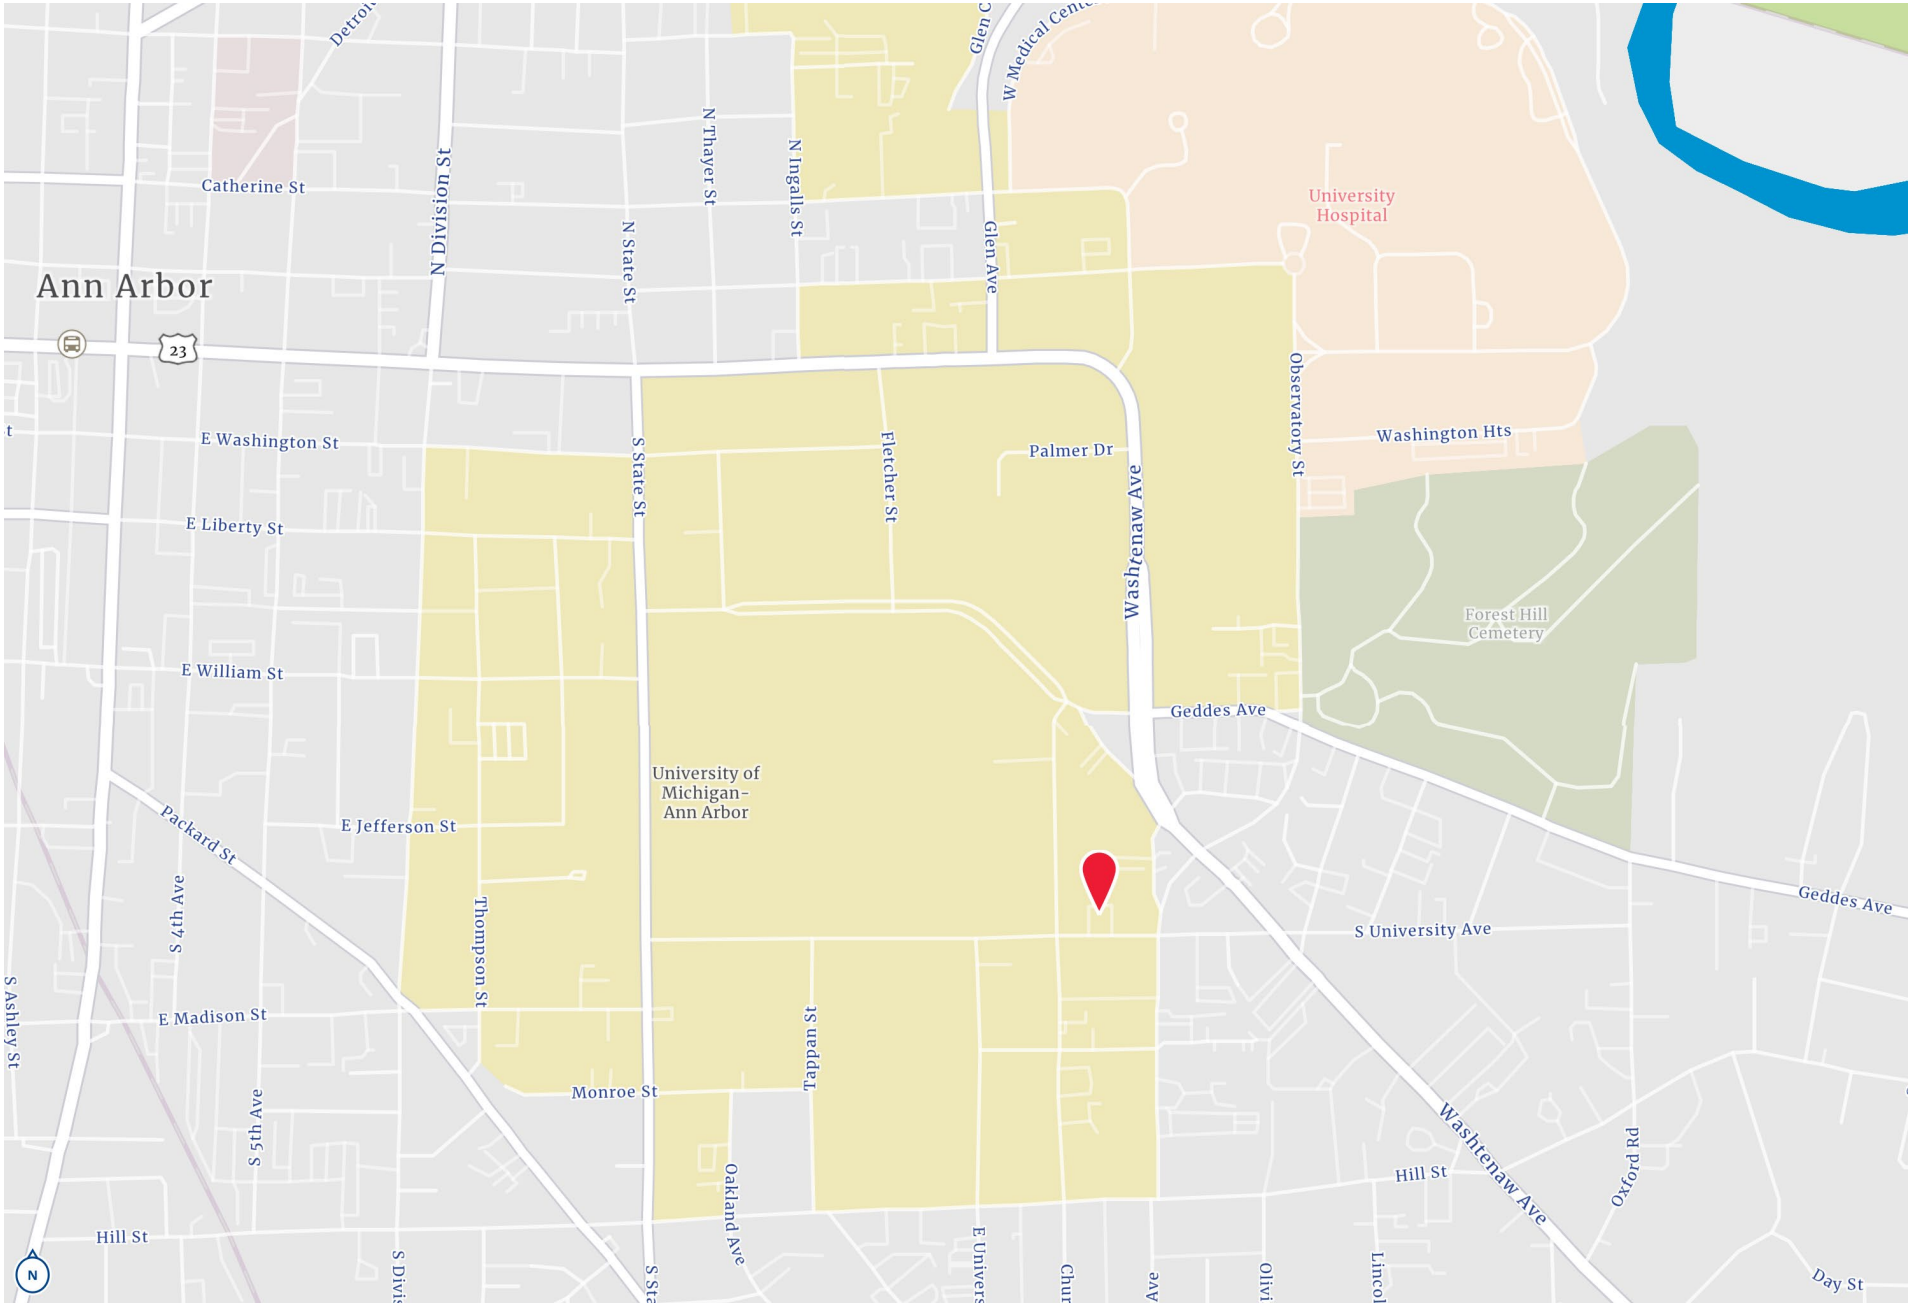 Detroit
Glen C
W Medical Cente
N Thayer St
N Ingalls St
N Division St
Catherine St
University
Hospital
N State St
Glen Ave
Ann Arbor
23
Observatory St
E Washington St
S State St
Fletcher St
Palmer Dr
Washtenaw Ave
Washington Hts
t
E Liberty St
Forest Hill
Cemetery
E William St
Geddes Ave
University of
Michigan-
Ann Arbor
Packard St
E Jefferson St
S 4th Ave
Thompson St
Geddes Ave
S University Ave
S Ashley St
E Madison St
Tappan St
Monroe St
S 5th Ave
Washtenaw Ave
Oxford Rd
Hill St
Oakland Ave
Hill St
E Univers
S Divis
S Sta
Chur
Ave
Olivi
Lincol
Day St
N